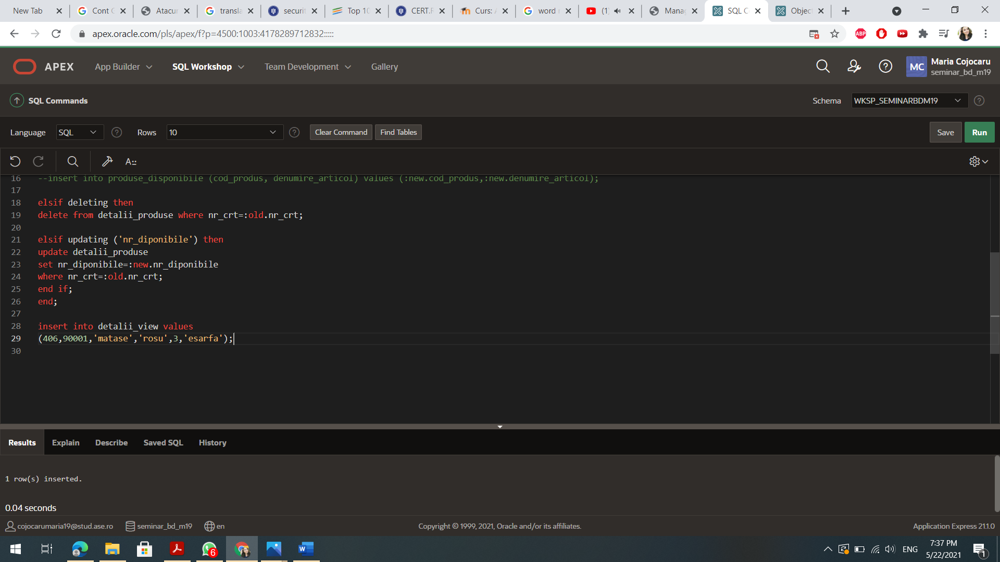 New Tab
Cont G
Atacur
transla
securit
Top 10
CERT.R
Curs: A
word r
(1)
Manag
SQL C
Object
apex.oracle.com/pls/apex/f?p=4500:1003:4178289712832:::::
ABP
APEX
App Builder
SQL Workshop
Team Development
Gallery
MC
Maria Cojocaru
seminar_bd_m19
SQL Commands
Schema
WKSP_SEMINARBDM19
Language
SQL
Rows
10
Clear Command
Find Tables
Save
Run
A::
16 --insert into produse_disponibile (cod_produs, denumire_articol) values (:new.cod_produs,:new.denumire_articol);
17
18 elsif deleting then
19 delete from detalii_produse where nr_crt=:old.nr_crt;
20
21 elsif updating ('nr_diponibile') then
22 update detalii_produse
23 set nr_diponibile=:new.nr_diponibile
24 where nr_crt=:old.nr_crt;
25 end if;
26 end;
27
28 insert into detalii_view values
29 (406,90001,'matase','rosu',3,'esarfa');
30
Results
Explain
Describe
Saved SQL
History
1 row(s) inserted.
0.04 seconds
cojocarumaria19@stud.ase.ro
seminar_bd_m19
en
Copyright © 1999, 2021, Oracle and/or its affiliates.
Application Express 21.1.0
6
W
ENG
7:37 PM
5/22/2021
1